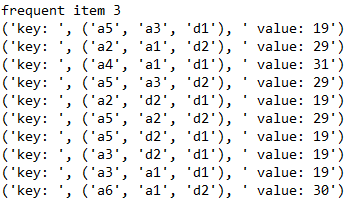 frequent item 3
('key: ', ('a5', 'a3', 'd1'), ' value: 19')
('key: ', ('a2', 'a1', 'd2'), ' value: 29')
('key: ', ('a4', 'a1', 'd1'), ' value: 31')
('key: ', ('a5', 'a3', 'd2'), ' value: 29')
('key: ', ('a2', 'd2', 'd1'), ' value: 19')
('key: ', ('a5', 'a2', 'd2'), ' value: 29')
('key: ', ('a5', 'd2', 'd1'), ' value: 19')
('key: ', ('a3', 'd2', 'd1'), ' value: 19')
('key: ', ('a3', 'a1', 'd1'), ' value: 19')
('key: ', ('a6', 'a1', 'd2'), ' value: 30')